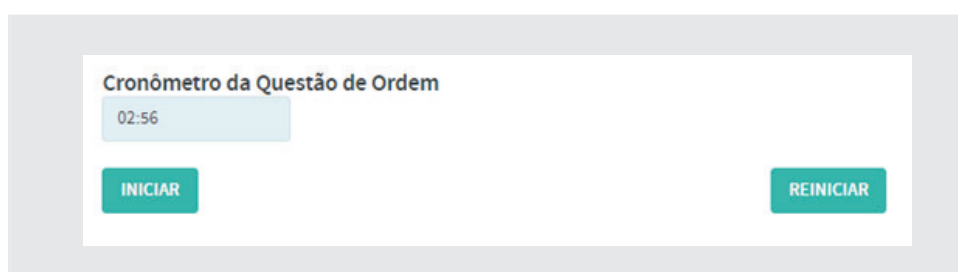 Cronômetro da Questão de Ordem
02:56
INICIAR
REINICIAR